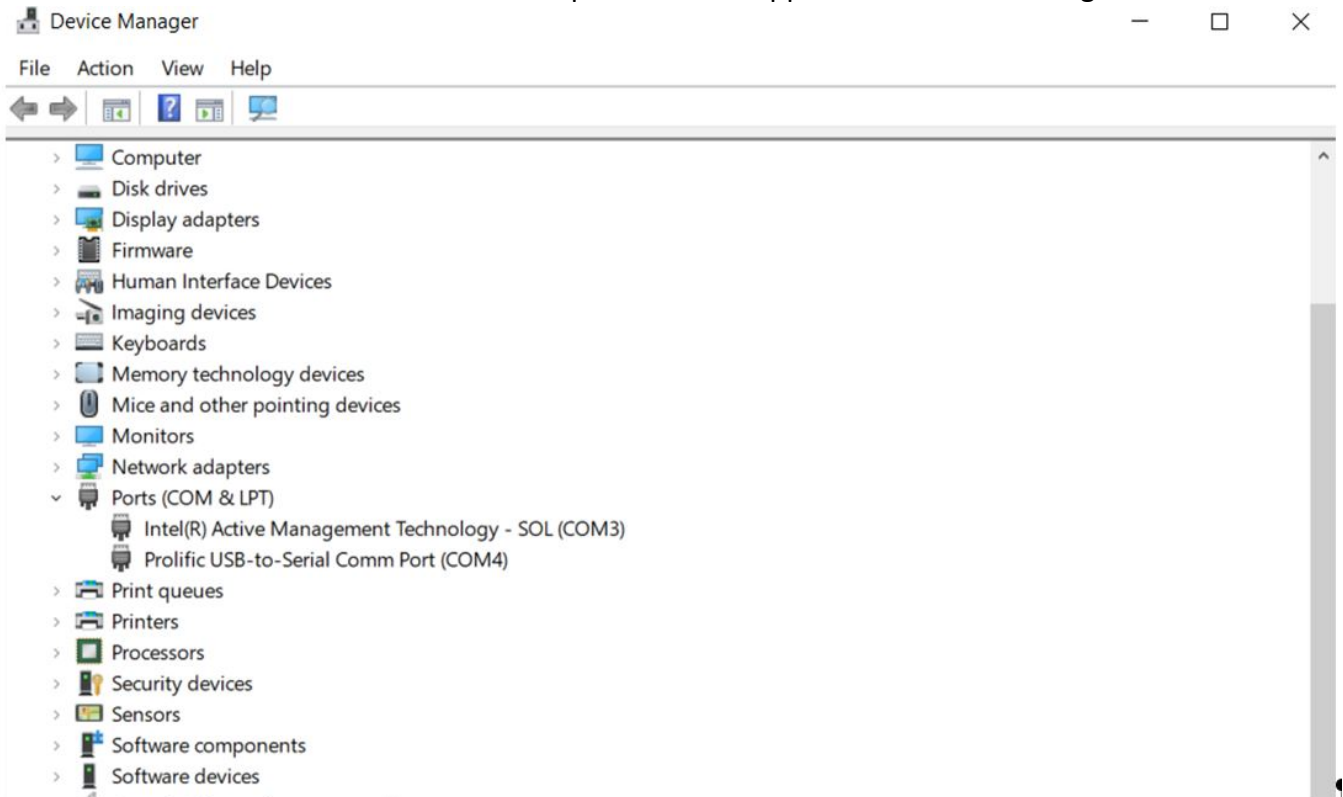 Device Manager
File Action View Help
Computer
Disk drives
Display adapters
Firmware
Human Interface Devices
Imaging devices
Keyboards
Memory technology devices
Mice and other pointing devices
Monitors
Network adapters
Ports (COM & LPT)
Intel(R) Active Management Technology - SOL (COM3)
Prolific USB-to-Serial Comm Port (COM4)
Print queues
Printers
Processors
Security devices
Sensors
Software components
Software devices